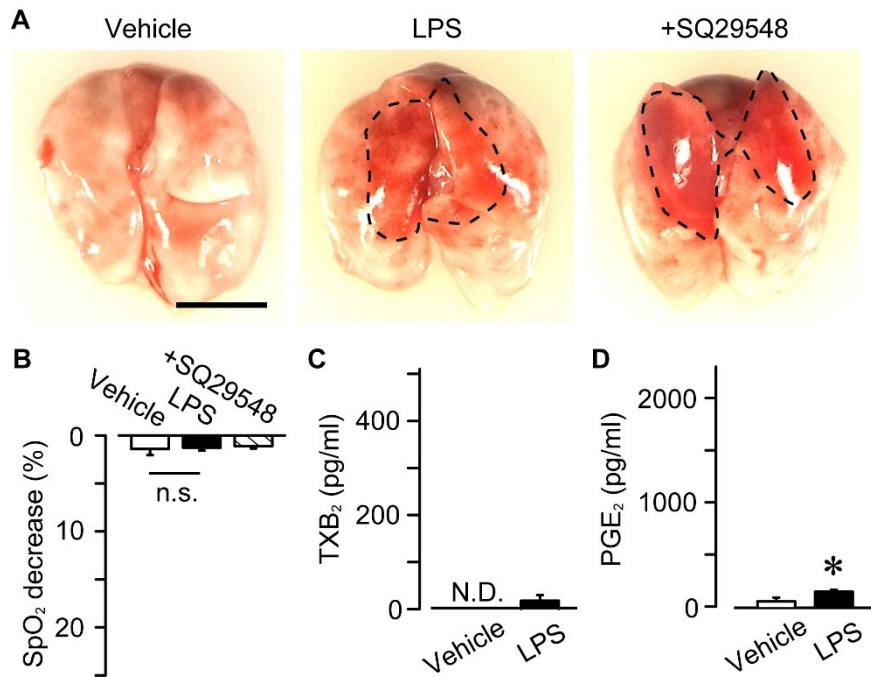 A
Vehicle
LPS
+SQ29548
B
Vehicle
LPS
+SQ29548
SpO₂ decrease (%)
0
10
20
n.s.
C
TXB₂ (pg/ml)
400
200
0
N.D.
Vehicle
LPS
D
PGE₂ (pg/ml)
2000
1000
0
*
Vehicle
LPS